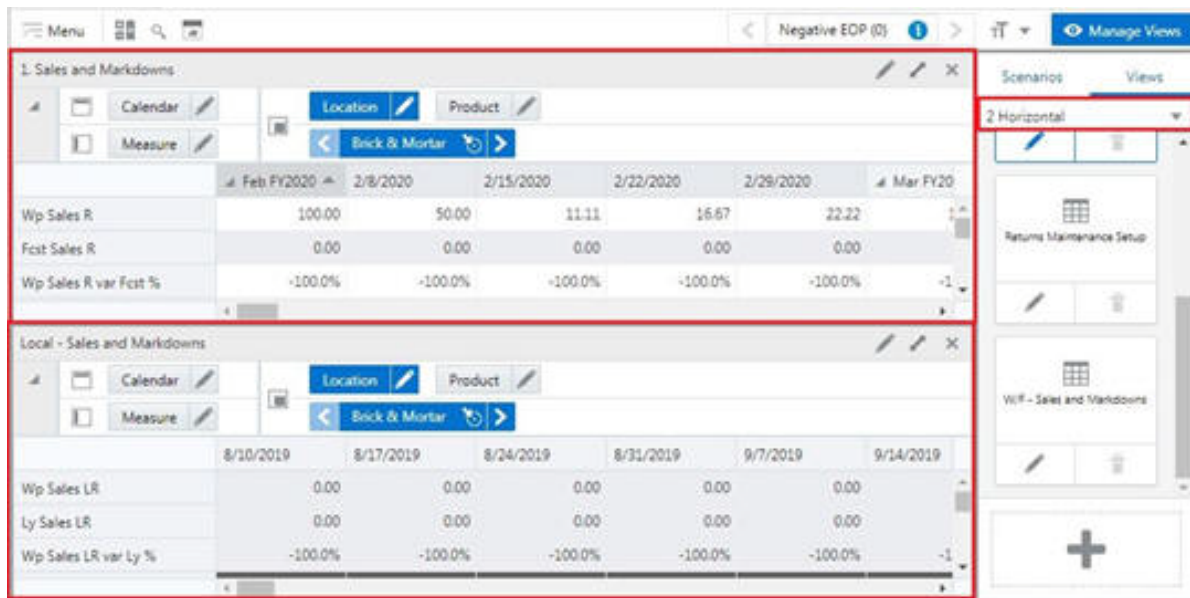 Menu
Negative EOP (0)
Manage Views
1. Sales and Markdowns
Calendar
Location
Product
Measure
Brick & Mortar
Feb FY2020 2/8/2020 2/15/2020 2/22/2020 2/29/2020 Mar FY20
Wp Sales R 100.00 50.00 11.11 16.67 22.22
Fcst Sales R 0.00 0.00 0.00 0.00 0.00
Wp Sales R var Fcst % -100.0% -100.0% -100.0% -100.0% -100.0% -1
Local - Sales and Markdowns
Calendar
Location
Product
Measure
Brick & Mortar
8/10/2019 8/17/2019 8/24/2019 8/31/2019 9/7/2019 9/14/2019
Wp Sales LR 0.00 0.00 0.00 0.00 0.00
Ly Sales LR 0.00 0.00 0.00 0.00 0.00
Wp Sales LR var Ly % -100.0% -100.0% -100.0% -100.0% -100.0% -1
Scenarios Views
2 Horizontal
Returns Maintenance Setup
W/F - Sales and Markdowns